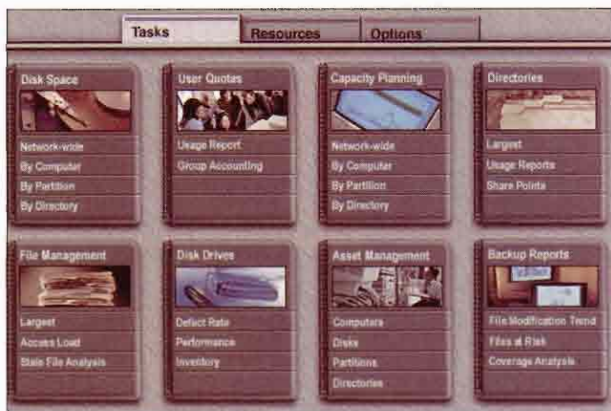 Tasks
Resources
Options
Disk Space
Network-wide
By Computer
By Partition
By Directory
User Quotas
Usage Report
Group Accounting
Capacity Planning
Network-wide
By Computer
By Partition
By Directory
Directories
Largest
Usage Reports
Share Points
File Management
Largest
Access Load
Stale File Analysis
Disk Drives
Defect Rate
Performance
Inventory
Asset Management
Computers
Disks
Partitions
Directories
Backup Reports
File Modification Trend
Files at Risk
Coverage Analysis